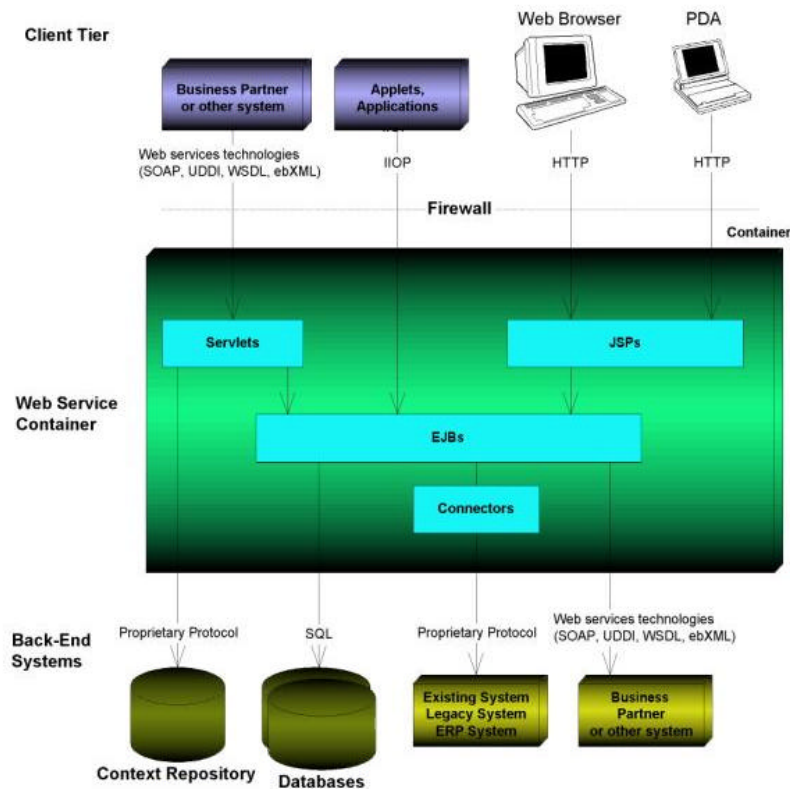 Client Tier
Web Browser
PDA
Business Partner
or other system
Applets,
Applications
Web services technologies
(SOAP, UDDI, WSDL, ebXML)
IIOP
HTTP
HTTP
Firewall
Container
Servlets
JSPs
Web Service
Container
EJBs
Connectors
Back-End
Systems
Proprietary Protocol
SQL
Proprietary Protocol
Web services technologies
(SOAP, UDDI, WSDL, ebXML)
Existing System
Legacy System
ERP System
Business
Partner
or other system
Context Repository
Databases